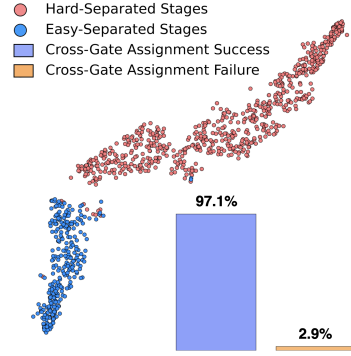 Hard-Separated Stages
Easy-Separated Stages
Cross-Gate Assignment Success
Cross-Gate Assignment Failure
97.1%
2.9%